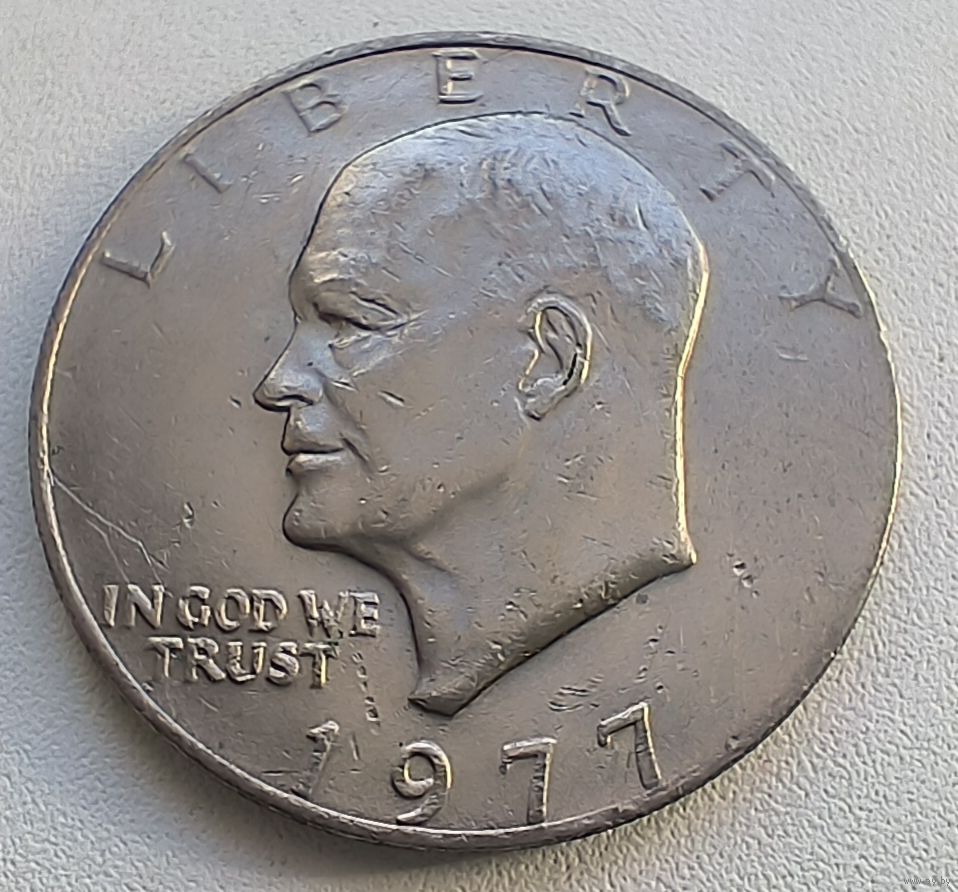 LIBERTY
IN GOD WE
TRUST
1977